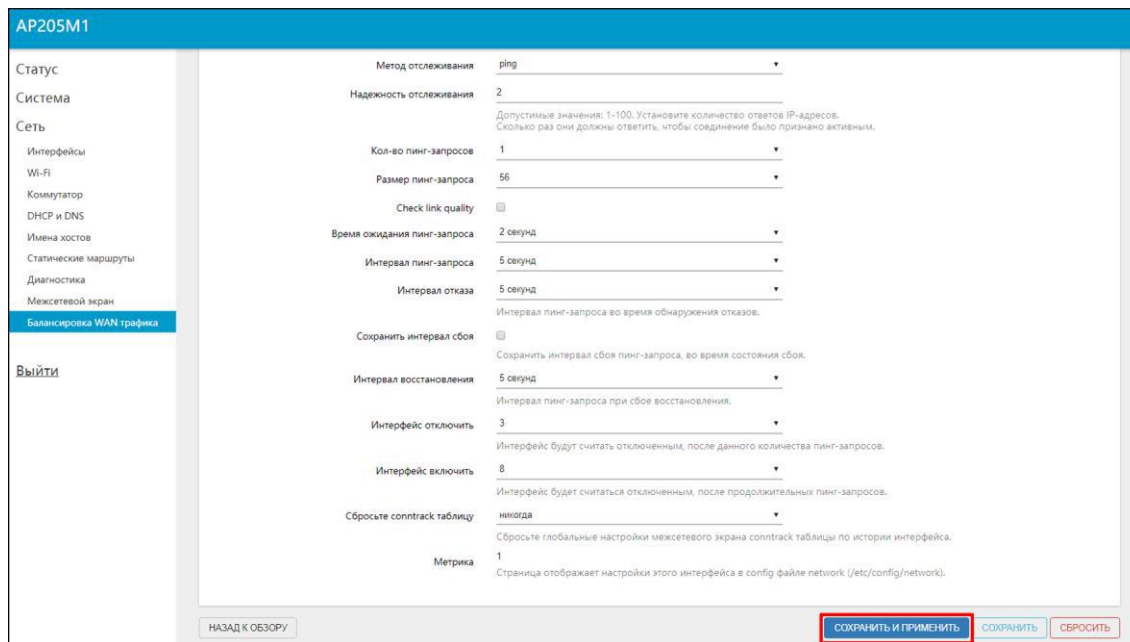 AP205M1
Статус
Система
Сеть
Интерфейсы
Wi-Fi
Коммутатор
DHCP и DNS
Имена хостов
Статические маршруты
Диагностика
Межсетевой экран
Балансировка WAN трафика
Выйти
Метод отслеживания ping
Надежность отслеживания 2
Допустимые значения: 1-100. Установите количество ответов IP-адресов.
Сколько раз они должны ответить, чтобы соединение было признано активным.
Кол-во пинг-запросов 1
Размер пинг-запроса 56
Check link quality
Время ожидания пинг-запроса 2 секунд
Интервал пинг-запроса 5 секунд
Интервал отказа 5 секунд
Интервал пинг-запроса во время обнаружения отказов.
Сохранить интервал сбоя
Сохранить интервал сбоя пинг-запроса, во время состояния сбоя.
Интервал восстановления 5 секунд
Интервал пинг-запроса при сбое восстановления.
Интерфейс отключить 3
Интерфейс будут считать отключенным, после данного количества пинг-запросов.
Интерфейс включить 8
Интерфейс будет считаться отключенным, после продолжительных пинг-запросов.
Сбросьте conntrack таблицу никогда
Сбросьте глобальные настройки межсетевого экрана conntrack таблицы по истории интерфейса.
Метрика 1
Страница отображает настройки этого интерфейса в config файле network (/etc/config/network).
НАЗАД К ОБЗОРУ СОХРАНИТЬ И ПРИМЕНИТЬ СОХРАНИТЬ СБРОСИТЬ